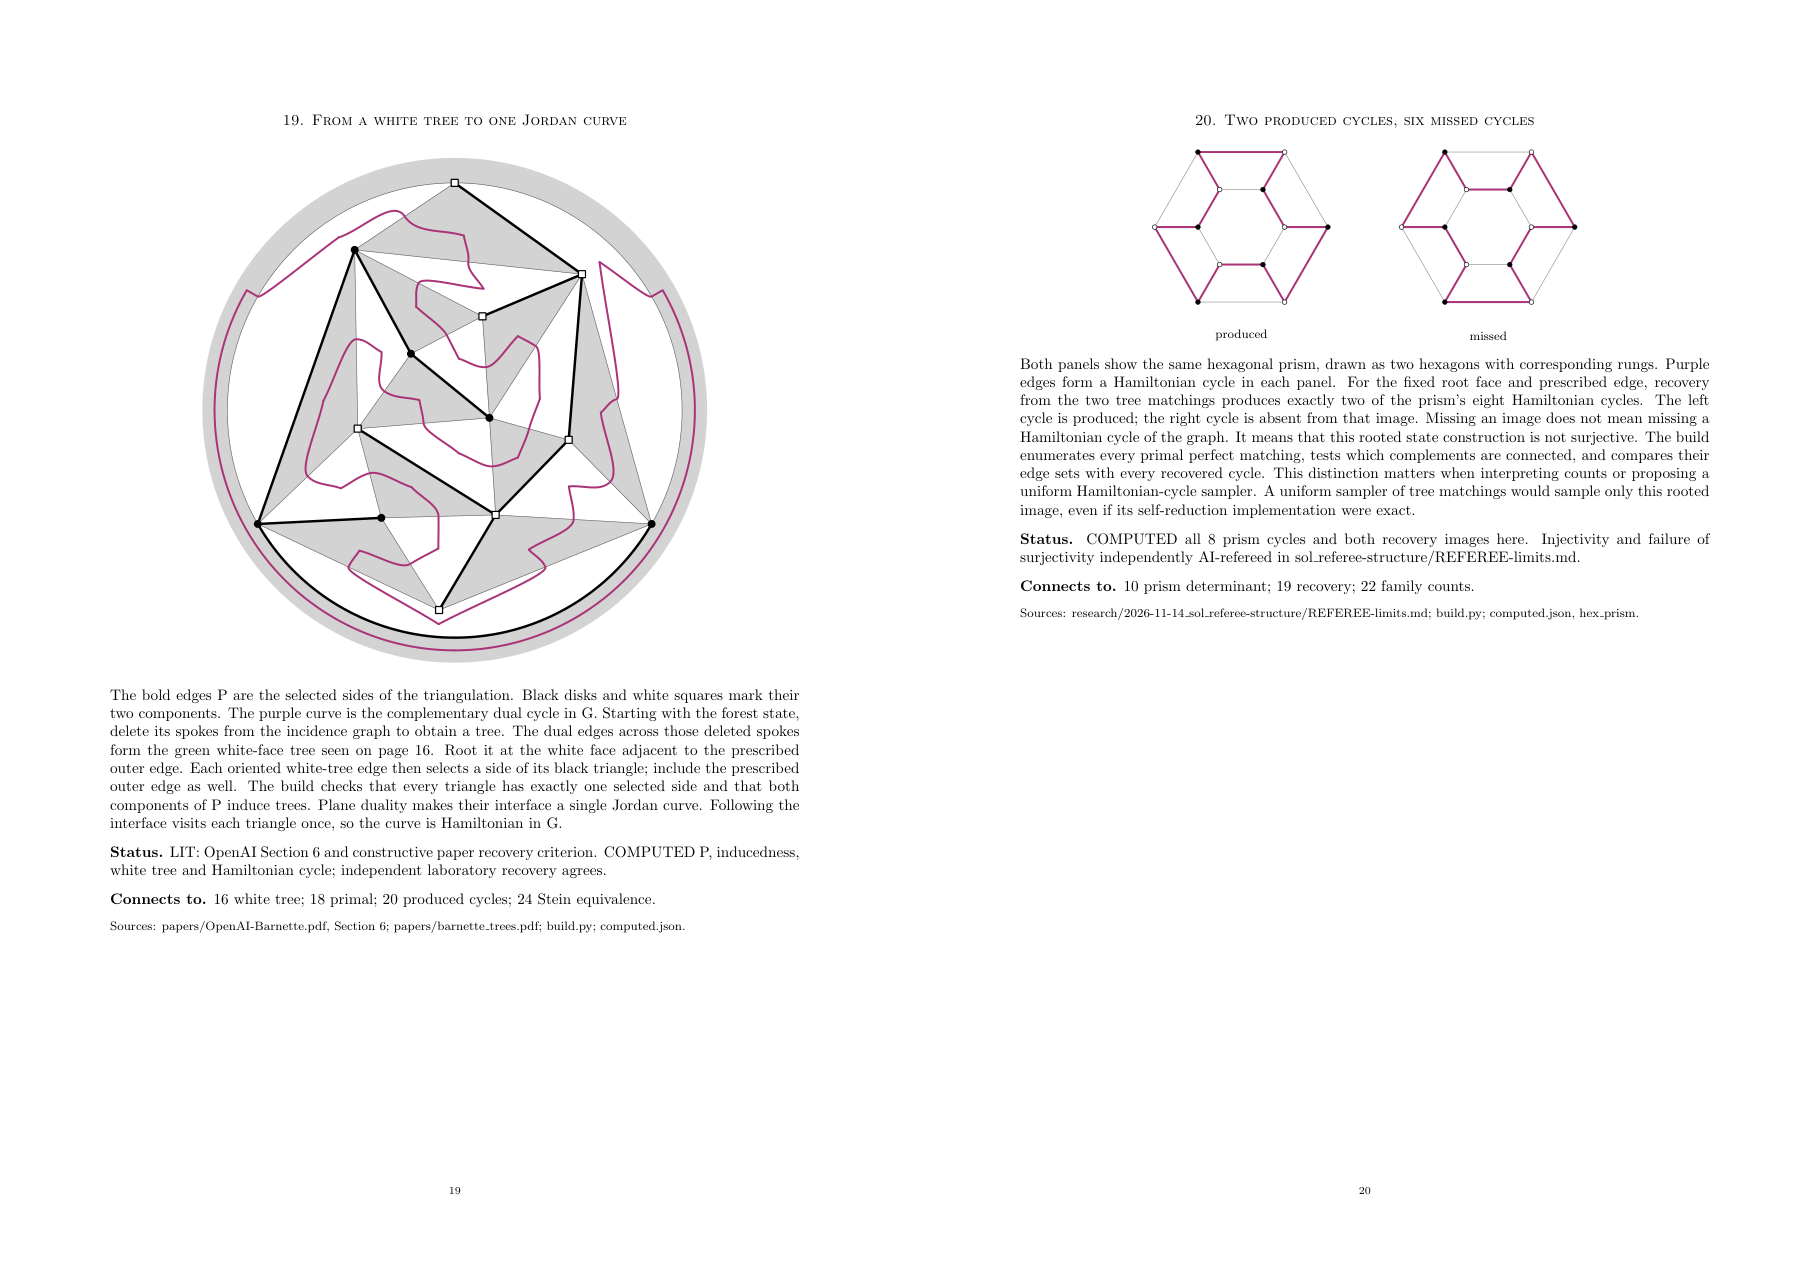 19. From a white tree to one Jordan curve
The bold edges P are the selected sides of the triangulation. Black disks and white squares mark their
two components. The purple curve is the complementary dual cycle in G. Starting with the forest state,
delete its spokes from the incidence graph to obtain a tree. The dual edges across those deleted spokes
form the green white-face tree seen on page 16. Root it at the white face adjacent to the prescribed
outer edge. Each oriented white-tree edge then selects a side of its black triangle; include the prescribed
outer edge as well. The build checks that every triangle has exactly one selected side and that both
components of P induce trees. Plane duality makes their interface a single Jordan curve. Following the
interface visits each triangle once, so the curve is Hamiltonian in G.
Status. LIT: OpenAI Section 6 and constructive paper recovery criterion. COMPUTED P, inducedness,
white tree and Hamiltonian cycle; independent laboratory recovery agrees.
Connects to. 16 white tree; 18 primal; 20 produced cycles; 24 Stein equivalence.
Sources: papers/OpenAI-Barnette.pdf, Section 6; papers/barnette_trees.pdf; build.py; computed.json.
19
20. Two produced cycles, six missed cycles
produced
missed
Both panels show the same hexagonal prism, drawn as two hexagons with corresponding rungs. Purple
edges form a Hamiltonian cycle in each panel. For the fixed root face and prescribed edge, recovery
from the two tree matchings produces exactly two of the prism's eight Hamiltonian cycles. The left
cycle is produced; the right cycle is absent from that image. Missing an image does not mean missing a
Hamiltonian cycle of the graph. It means that this rooted state construction is not surjective. The build
enumerates every primal perfect matching, tests which complements are connected, and compares their
edge sets with every recovered cycle. This distinction matters when interpreting counts or proposing a
uniform Hamiltonian-cycle sampler. A uniform sampler of tree matchings would sample only this rooted
image, even if its self-reduction implementation were exact.
Status. COMPUTED all 8 prism cycles and both recovery images here. Injectivity and failure of
surjectivity independently AI-refereed in sol_referee-structure/REFEREE-limits.md.
Connects to. 10 prism determinant; 19 recovery; 22 family counts.
Sources: research/2026-11-14_sol_referee-structure/REFEREE-limits.md; build.py; computed.json, hex_prism.
20